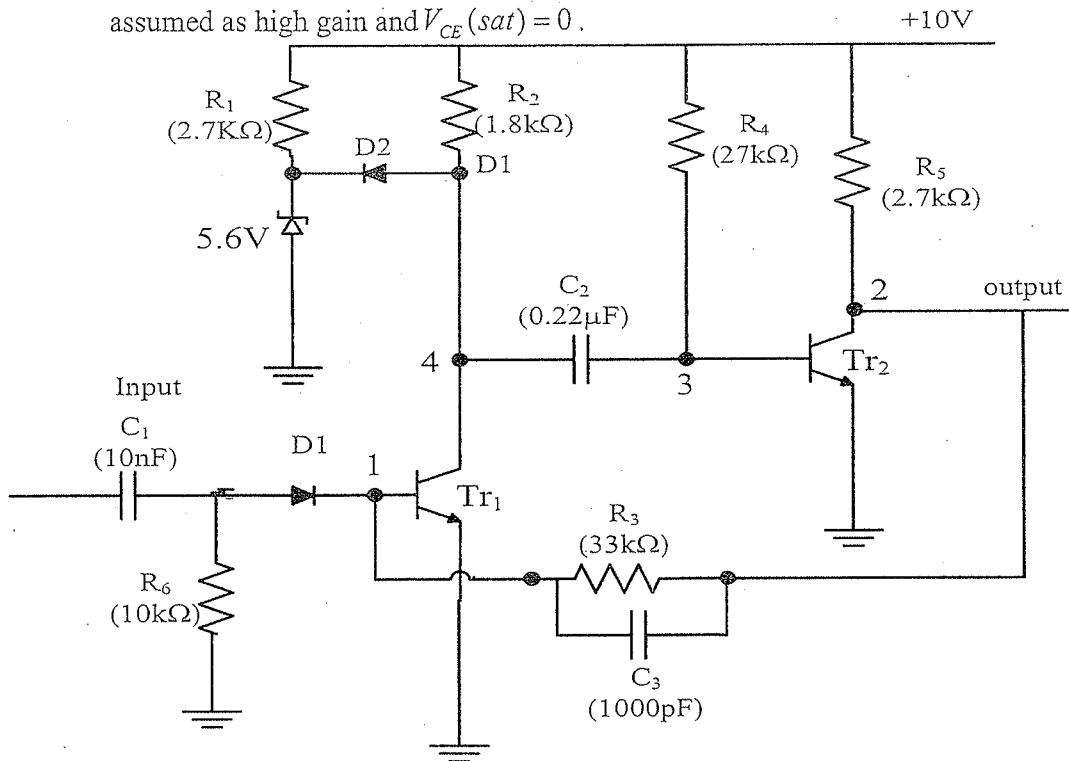 assumed as high gain and V_CE (sat) = 0.
+10V
R₁
(2.7KΩ)
R₂
(1.8kΩ)
D2
D1
R₄
(27kΩ)
R₅
(2.7kΩ)
5.6V
C₂
(0.22μF)
2
output
4
3
Tr₂
Input
C₁
(10nF)
D1
1
Tr₁
R₃
(33kΩ)
R₆
(10kΩ)
C₃
(1000pF)